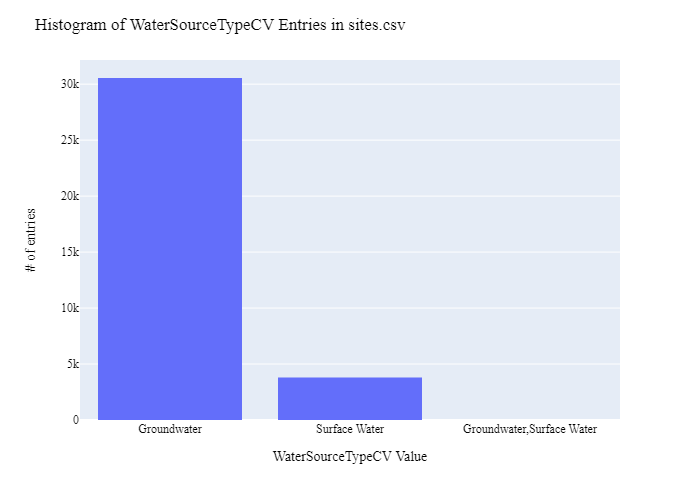 Histogram of WaterSourceTypeCV Entries in sites.csv
30k
25k
20k
15k
10k
5k
0
# of entries
Groundwater
Surface Water
Groundwater,Surface Water
WaterSourceTypeCV Value